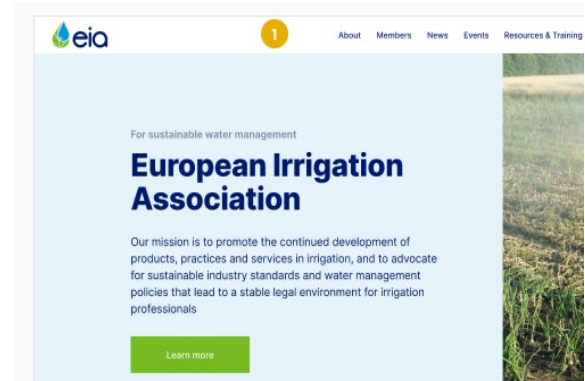 eia
1
About Members News Events Resources & Training
For sustainable water management
European Irrigation
Association
Our mission is to promote the continued development of
products, practices and services in irrigation, and to advocate
for sustainable industry standards and water management
policies that lead to a stable legal environment for irrigation
professionals
Learn more